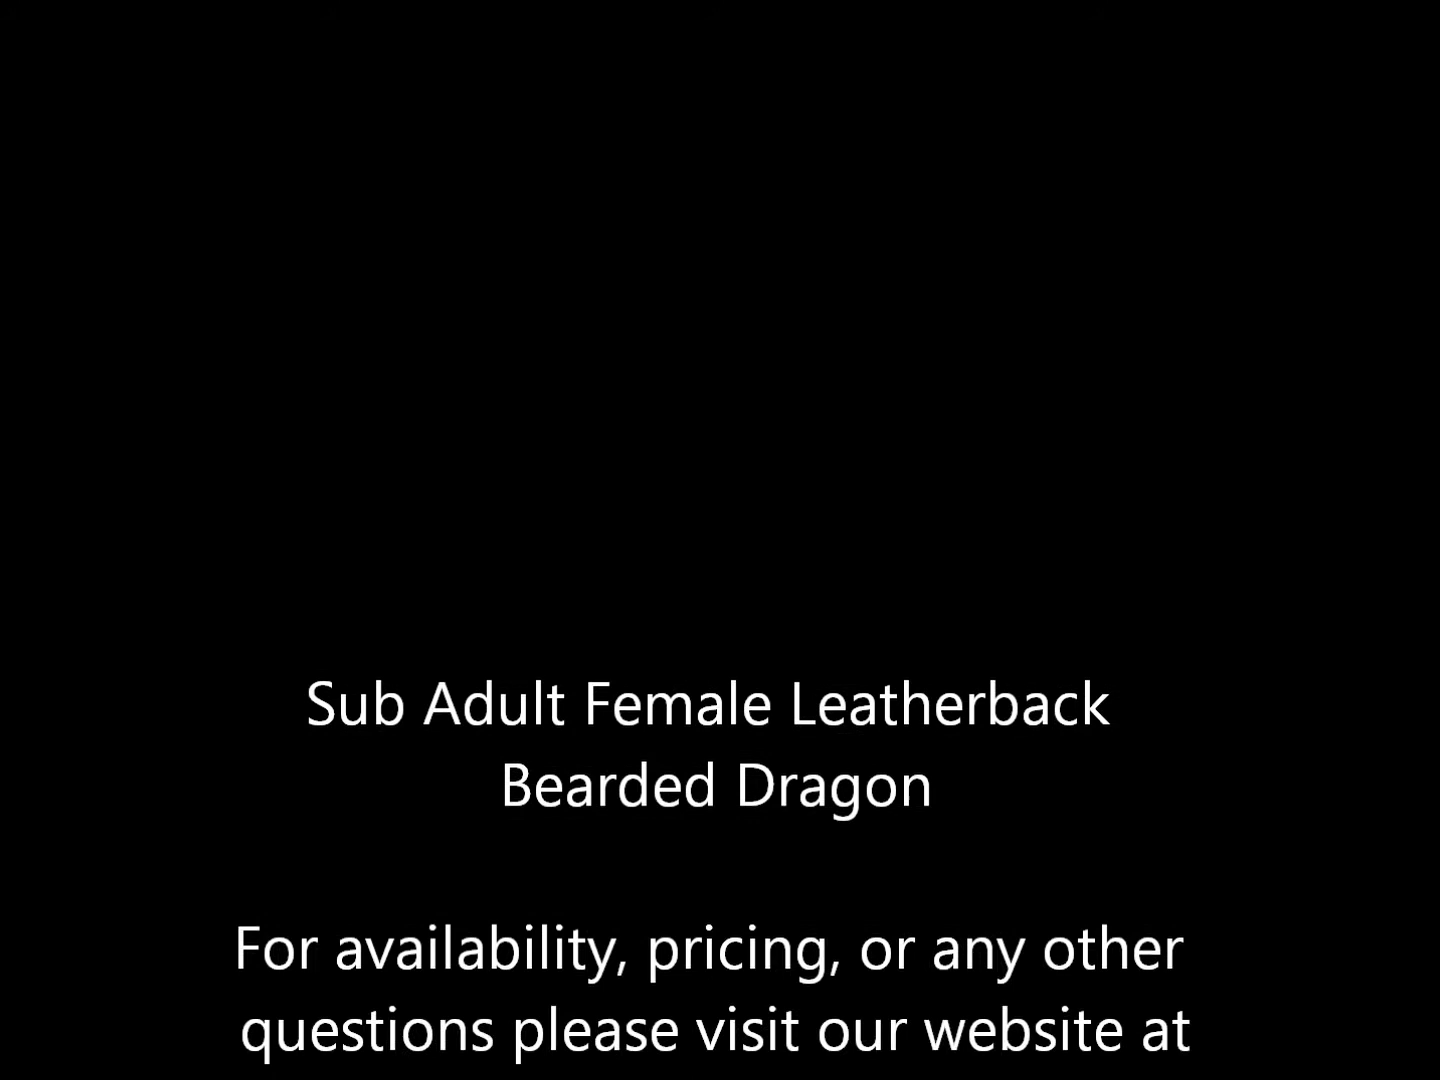 Sub Adult Female Leatherback
Bearded Dragon
For availability, pricing, or any other
questions please visit our website at